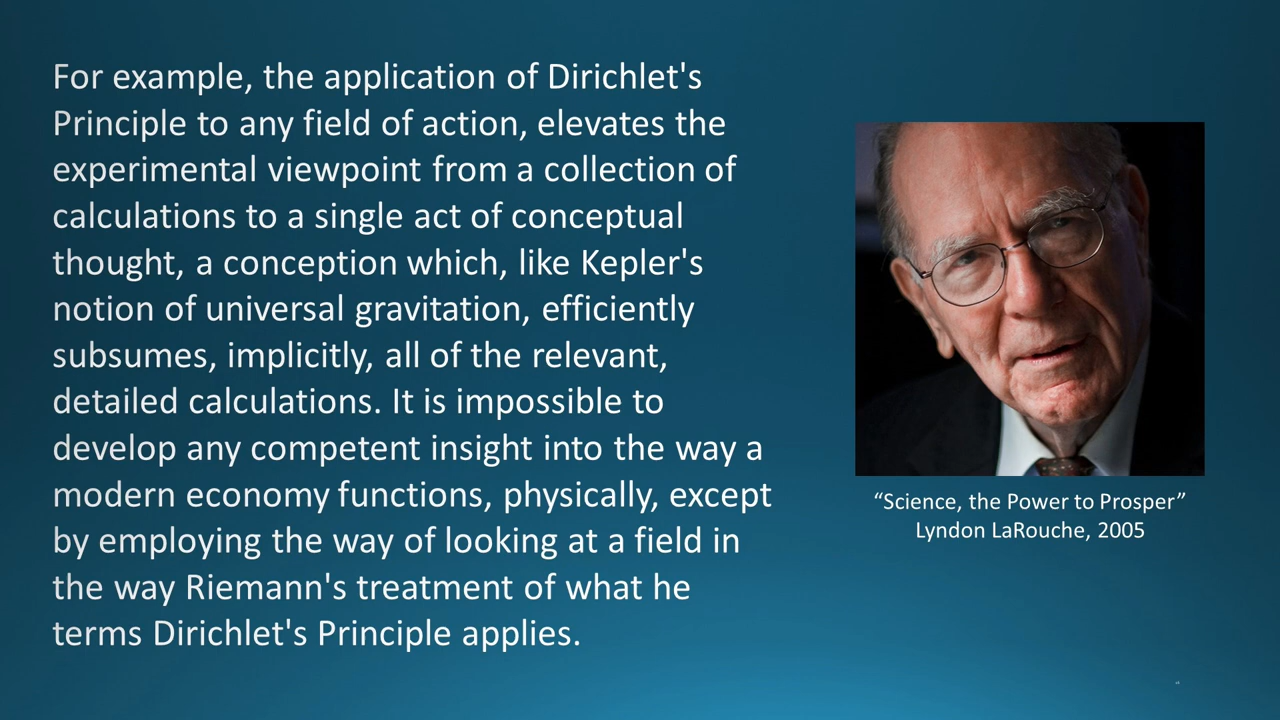 For example, the application of Dirichlet's
Principle to any field of action, elevates the
experimental viewpoint from a collection of
calculations to a single act of conceptual
thought, a conception which, like Kepler's
notion of universal gravitation, efficiently
subsumes, implicitly, all of the relevant,
detailed calculations. It is impossible to
develop any competent insight into the way a
modern economy functions, physically, except
by employing the way of looking at a field in
the way Riemann's treatment of what he
terms Dirichlet's Principle applies.
“Science, the Power to Prosper”
Lyndon LaRouche, 2005